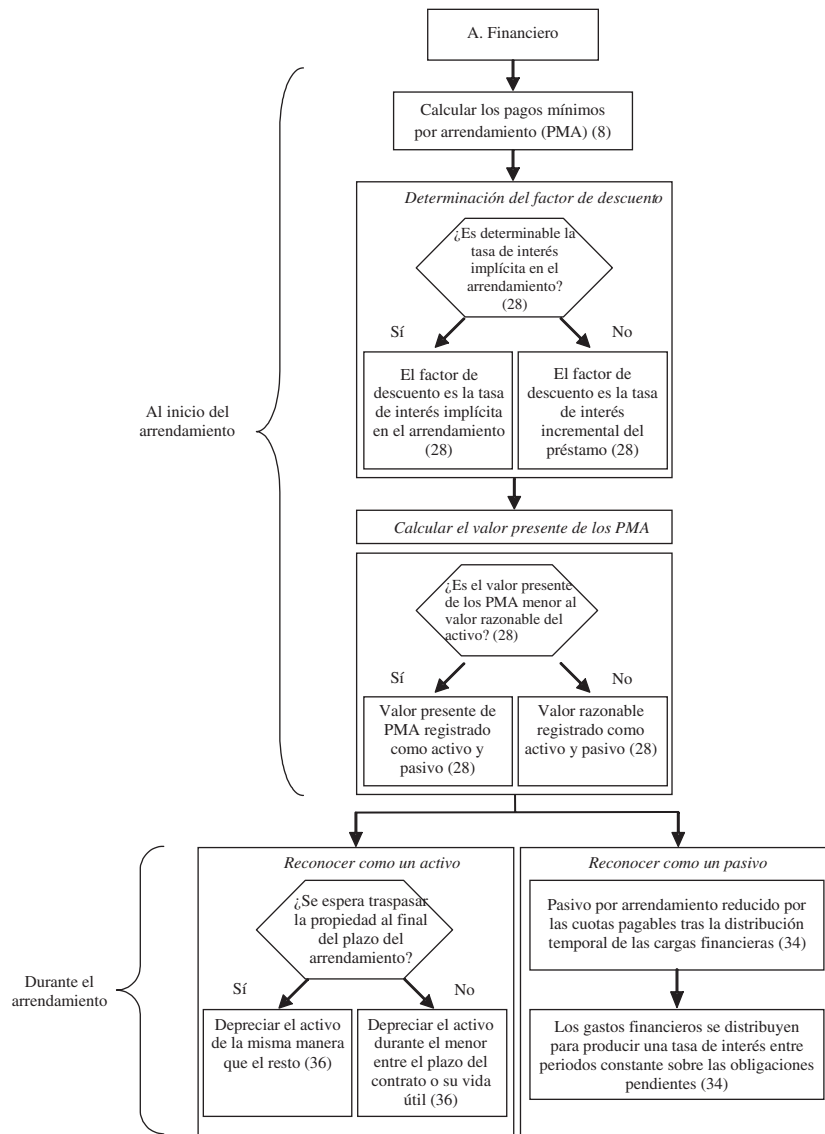 A. Financiero
Calcular los pagos mínimos
por arrendamiento (PMA) (8)
Determinación del factor de descuento
¿Es determinable la
tasa de interés
implícita en el
arrendamiento?
(28)
Sí
No
El factor de
descuento es la tasa
de interés implícita
en el arrendamiento
(28)
El factor de
descuento es la tasa
de interés
incremental del
préstamo (28)
Al inicio del
arrendamiento
Calcular el valor presente de los PMA
¿Es el valor presente
de los PMA menor al
valor razonable del
activo? (28)
Sí
No
Valor presente de
PMA registrado
como activo y
pasivo (28)
Valor razonable
registrado como
activo y pasivo (28)
Reconocer como un activo
¿Se espera traspasar
la propiedad al final
del plazo del
arrendamiento?
Sí
No
Depreciar el activo
de la misma manera
que el resto (36)
Depreciar el activo
durante el menor
entre el plazo del
contrato o su vida
útil (36)
Durante el
arrendamiento
Reconocer como un pasivo
Pasivo por arrendamiento reducido por
las cuotas pagables tras la distribución
temporal de las cargas financieras (34)
Los gastos financieros se distribuyen
para producir una tasa de interés entre
periodos constante sobre las obligaciones
pendientes (34)